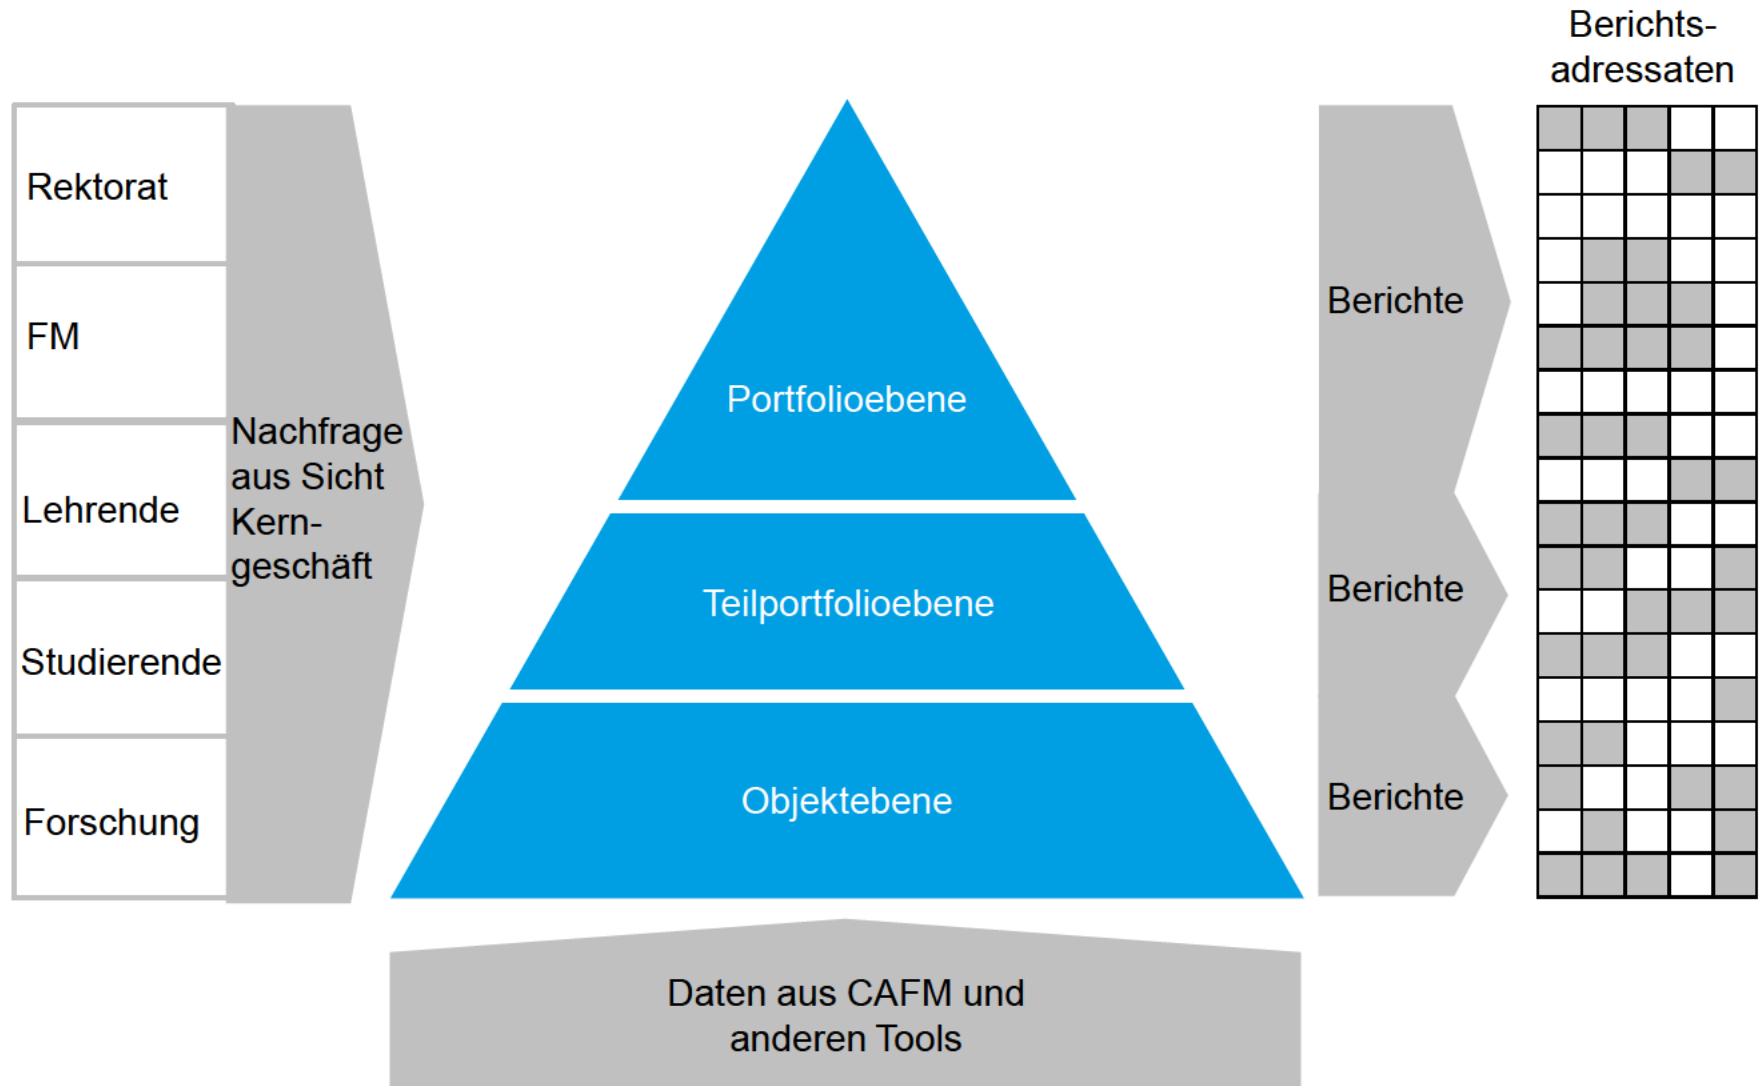 Berichts-
adressaten
Rektorat
FM
Lehrende
Studierende
Forschung
Nachfrage
aus Sicht
Kern-
geschäft
Portfolioebene
Teilportfolioebene
Objektebene
Berichte
Berichte
Berichte
Daten aus CAFM und
anderen Tools